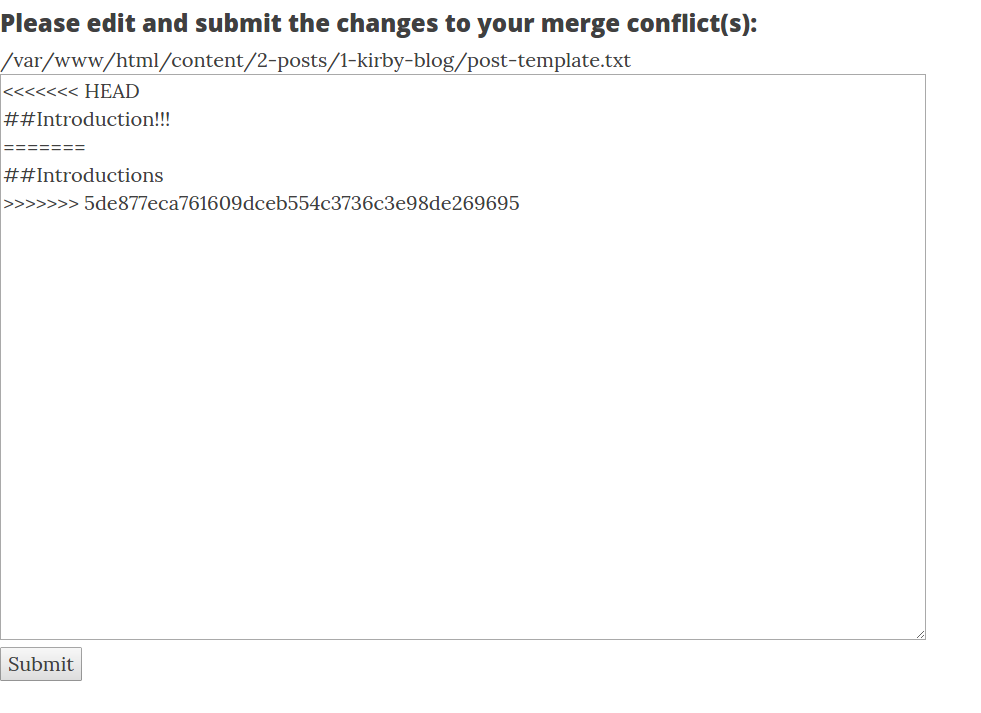 Please edit and submit the changes to your merge conflict(s):
/var/www/html/content/2-posts/1-kirby-blog/post-template.txt
<<<<<<< HEAD
##Introduction!!!
=======
##Introductions
>>>>>>> 5de877eca761609dceb554c3736c3e98de269695
Submit